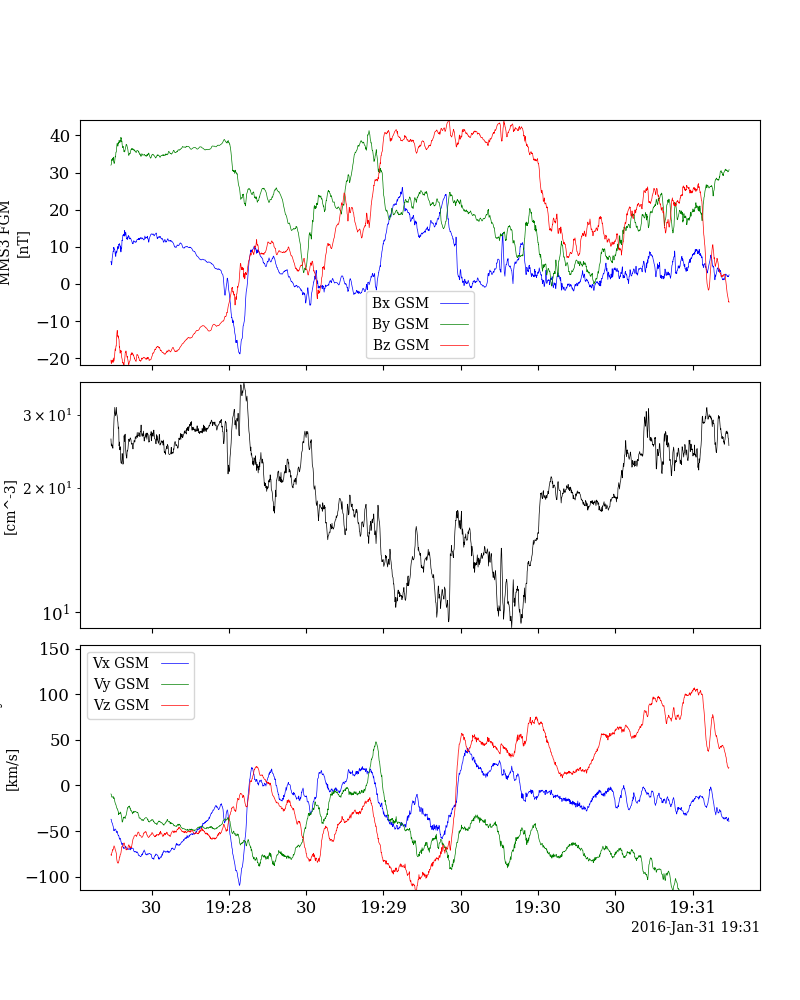 40
30
20
10
0
−10
−20
MMS3 FGM
[nT]
Bx GSM
By GSM
Bz GSM
3 × 10¹
2 × 10¹
10¹
[cm^-3]
150
100
50
0
−50
−100
[km/s]
Vx GSM
Vy GSM
Vz GSM
30 19:28 30 19:29 30 19:30 30 19:31
2016-Jan-31 19:31